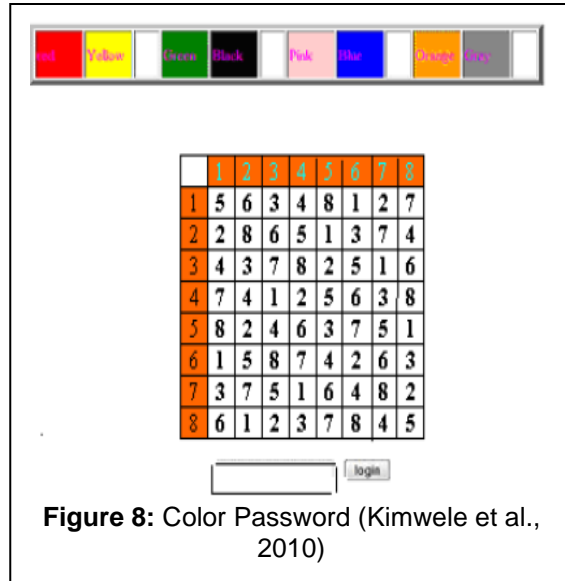 red Yellow Green Black Pink Blue Orange Grey
1 2 3 4 5 6 7 8
1 5 6 3 4 8 1 2 7
2 2 8 6 5 1 3 7 4
3 4 3 7 8 2 5 1 6
4 7 4 1 2 5 6 3 8
5 8 2 4 6 3 7 5 1
6 1 5 8 7 4 2 6 3
7 3 7 5 1 6 4 8 2
8 6 1 2 3 7 8 4 5
login
Figure 8: Color Password (Kimwele et al.,
2010)